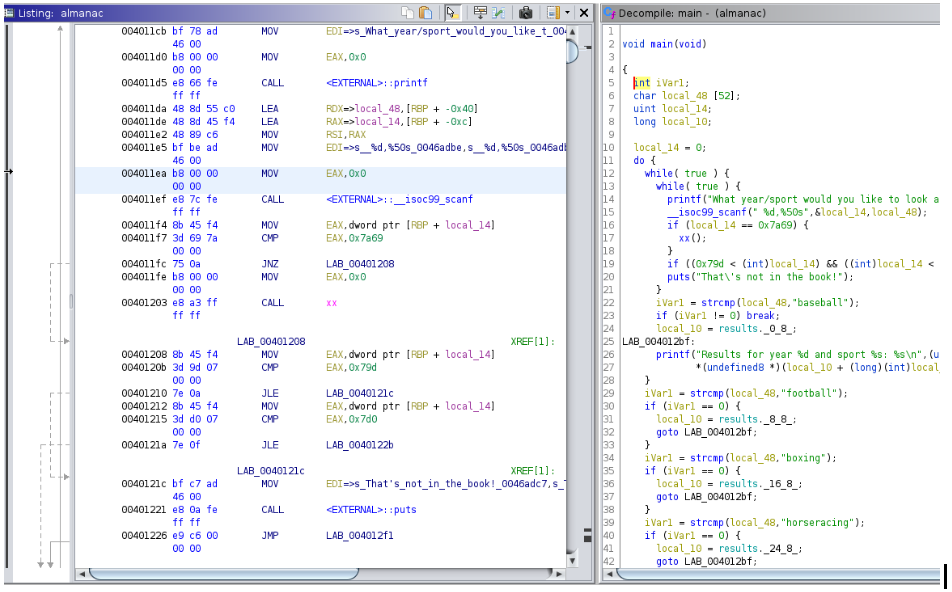 Listing: almanac
004011cb bf 78 ad MOV EDI=>s_What_year/sport_would_you_like_t_00
46 00
004011d0 b8 00 00 MOV EAX,0x0
00 00
004011d5 e8 66 fe CALL <EXTERNAL>::printf
ff ff
004011da 48 8d 55 c0 LEA RDX=>local_48,[RBP + -0x40]
004011de 48 8d 45 f4 LEA RAX=>local_14,[RBP + -0xc]
004011e2 48 89 c6 MOV RSI,RAX
004011e5 bf be ad MOV EDI=>s__%d,%50s_0046adbe,s__%d,%50s_0046ad
46 00
004011ea b8 00 00 MOV EAX,0x0
00 00
004011ef e8 7c fe CALL <EXTERNAL>::__isoc99_scanf
ff ff
004011f4 8b 45 f4 MOV EAX,dword ptr [RBP + local_14]
004011f7 3d 69 7a CMP EAX,0x7a69
00 00
004011fc 75 0a JNZ LAB_00401208
004011fe b8 00 00 MOV EAX,0x0
00 00
00401203 e8 a3 ff CALL xx
ff ff
LAB_00401208 XREF[1]:
00401208 8b 45 f4 MOV EAX,dword ptr [RBP + local_14]
0040120b 3d 9d 07 CMP EAX,0x79d
00 00
00401210 7e 0a JLE LAB_0040121c
00401212 8b 45 f4 MOV EAX,dword ptr [RBP + local_14]
00401215 3d d0 07 CMP EAX,0x7d0
00 00
0040121a 7e 0f JLE LAB_0040122b
LAB_0040121c XREF[1]:
0040121c bf c7 ad MOV EDI=>s_That's_not_in_the_book!_0046adc7,s_
46 00
00401221 e8 0a fe CALL <EXTERNAL>::puts
ff ff
00401226 e9 c6 00 JMP LAB_004012f1
00 00
Decompile: main - (almanac)
1
2 void main(void)
3
4 {
5 int iVar1;
6 char local_48 [52];
7 uint local_14;
8 long local_10;
9
10 local_14 = 0;
11 do {
12 while( true ) {
13 while( true ) {
14 printf("What year/sport would you like to look a
15 __isoc99_scanf(" %d,%50s",&local_14,local_48);
16 if (local_14 == 0x7a69) {
17 xx();
18 }
19 if ((0x79d < (int)local_14) && ((int)local_14 <
20 puts("That\'s not in the book!");
21 }
22 iVar1 = strcmp(local_48,"baseball");
23 if (iVar1 != 0) break;
24 local_10 = results._0_8_;
25 LAB_004012bf:
26 printf("Results for year %d and sport %s: %s\n",(u
27 *(undefined8 *)(local_10 + (long)(int)local
28 }
29 iVar1 = strcmp(local_48,"football");
30 if (iVar1 == 0) {
31 local_10 = results._8_8_;
32 goto LAB_004012bf;
33 }
34 iVar1 = strcmp(local_48,"boxing");
35 if (iVar1 == 0) {
36 local_10 = results._16_8_;
37 goto LAB_004012bf;
38 }
39 iVar1 = strcmp(local_48,"horseracing");
40 if (iVar1 == 0) {
41 local_10 = results._24_8_;
42 goto LAB_004012bf;